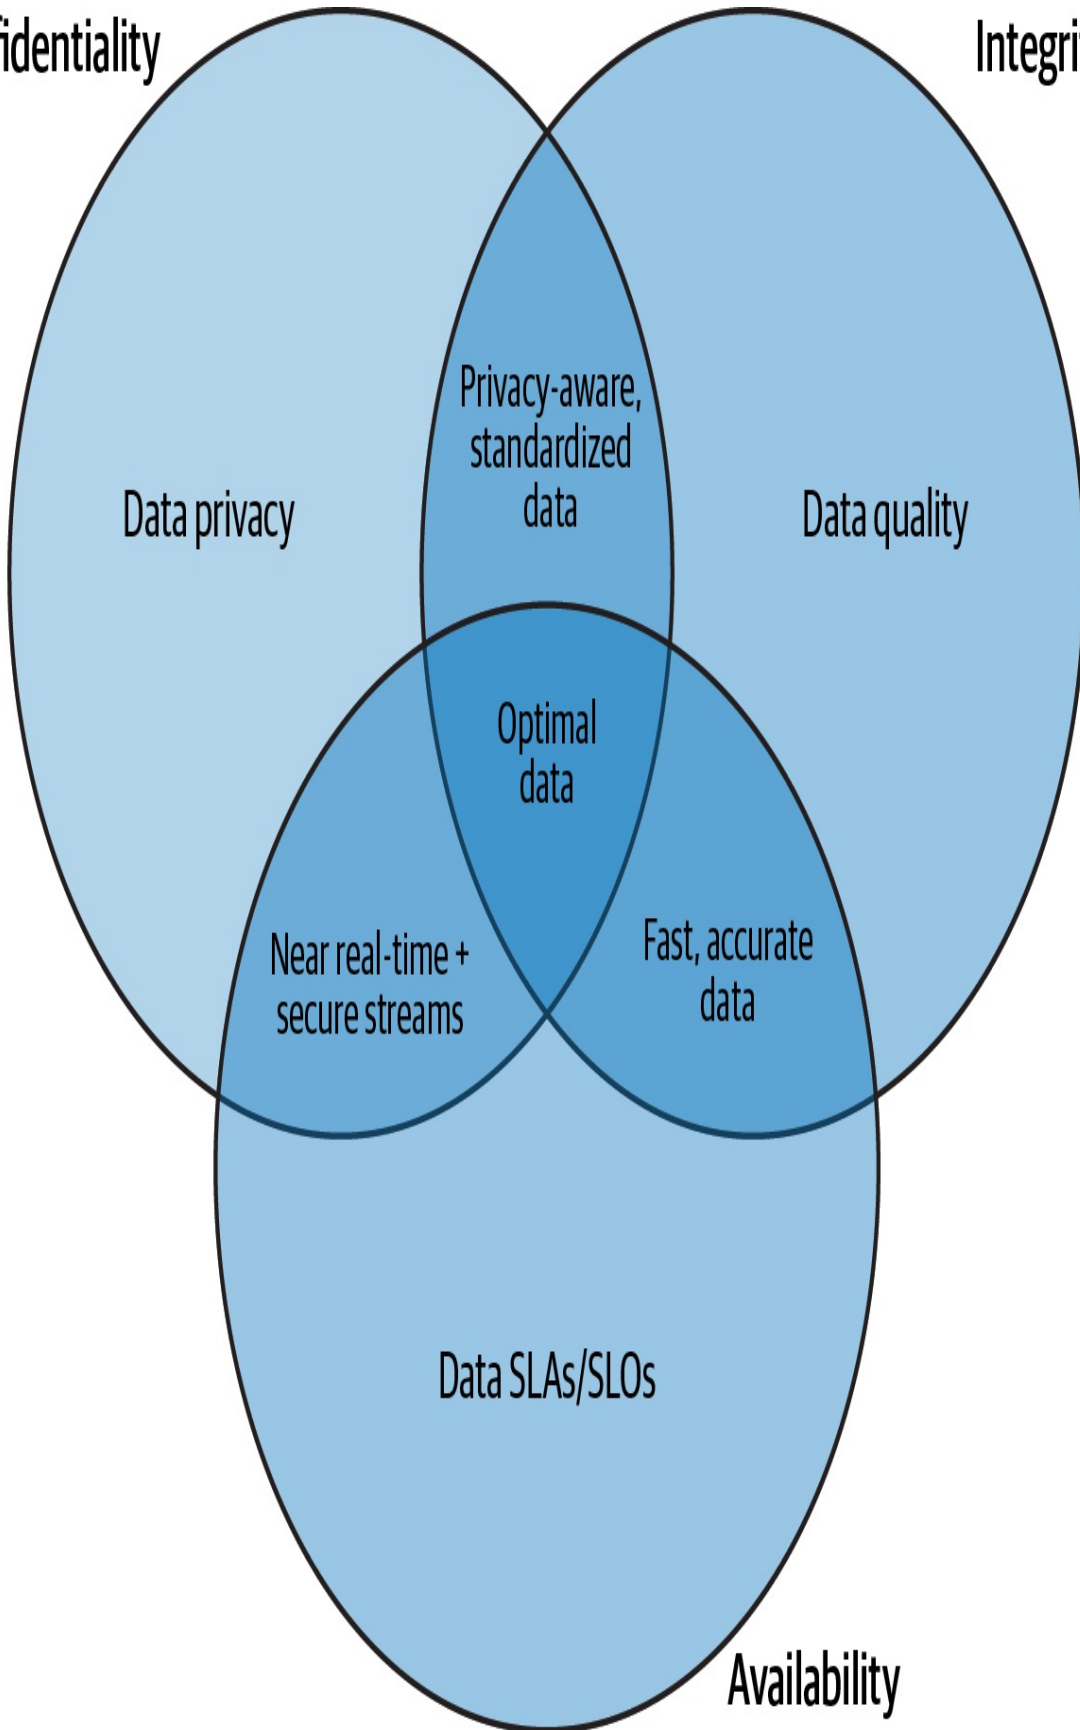 fidentiality
Integri
Privacy-aware,
standardized
data
Data privacy
Data quality
Optimal
data
Near real-time +
secure streams
Fast, accurate
data
Data SLAs/SLOs
Availability